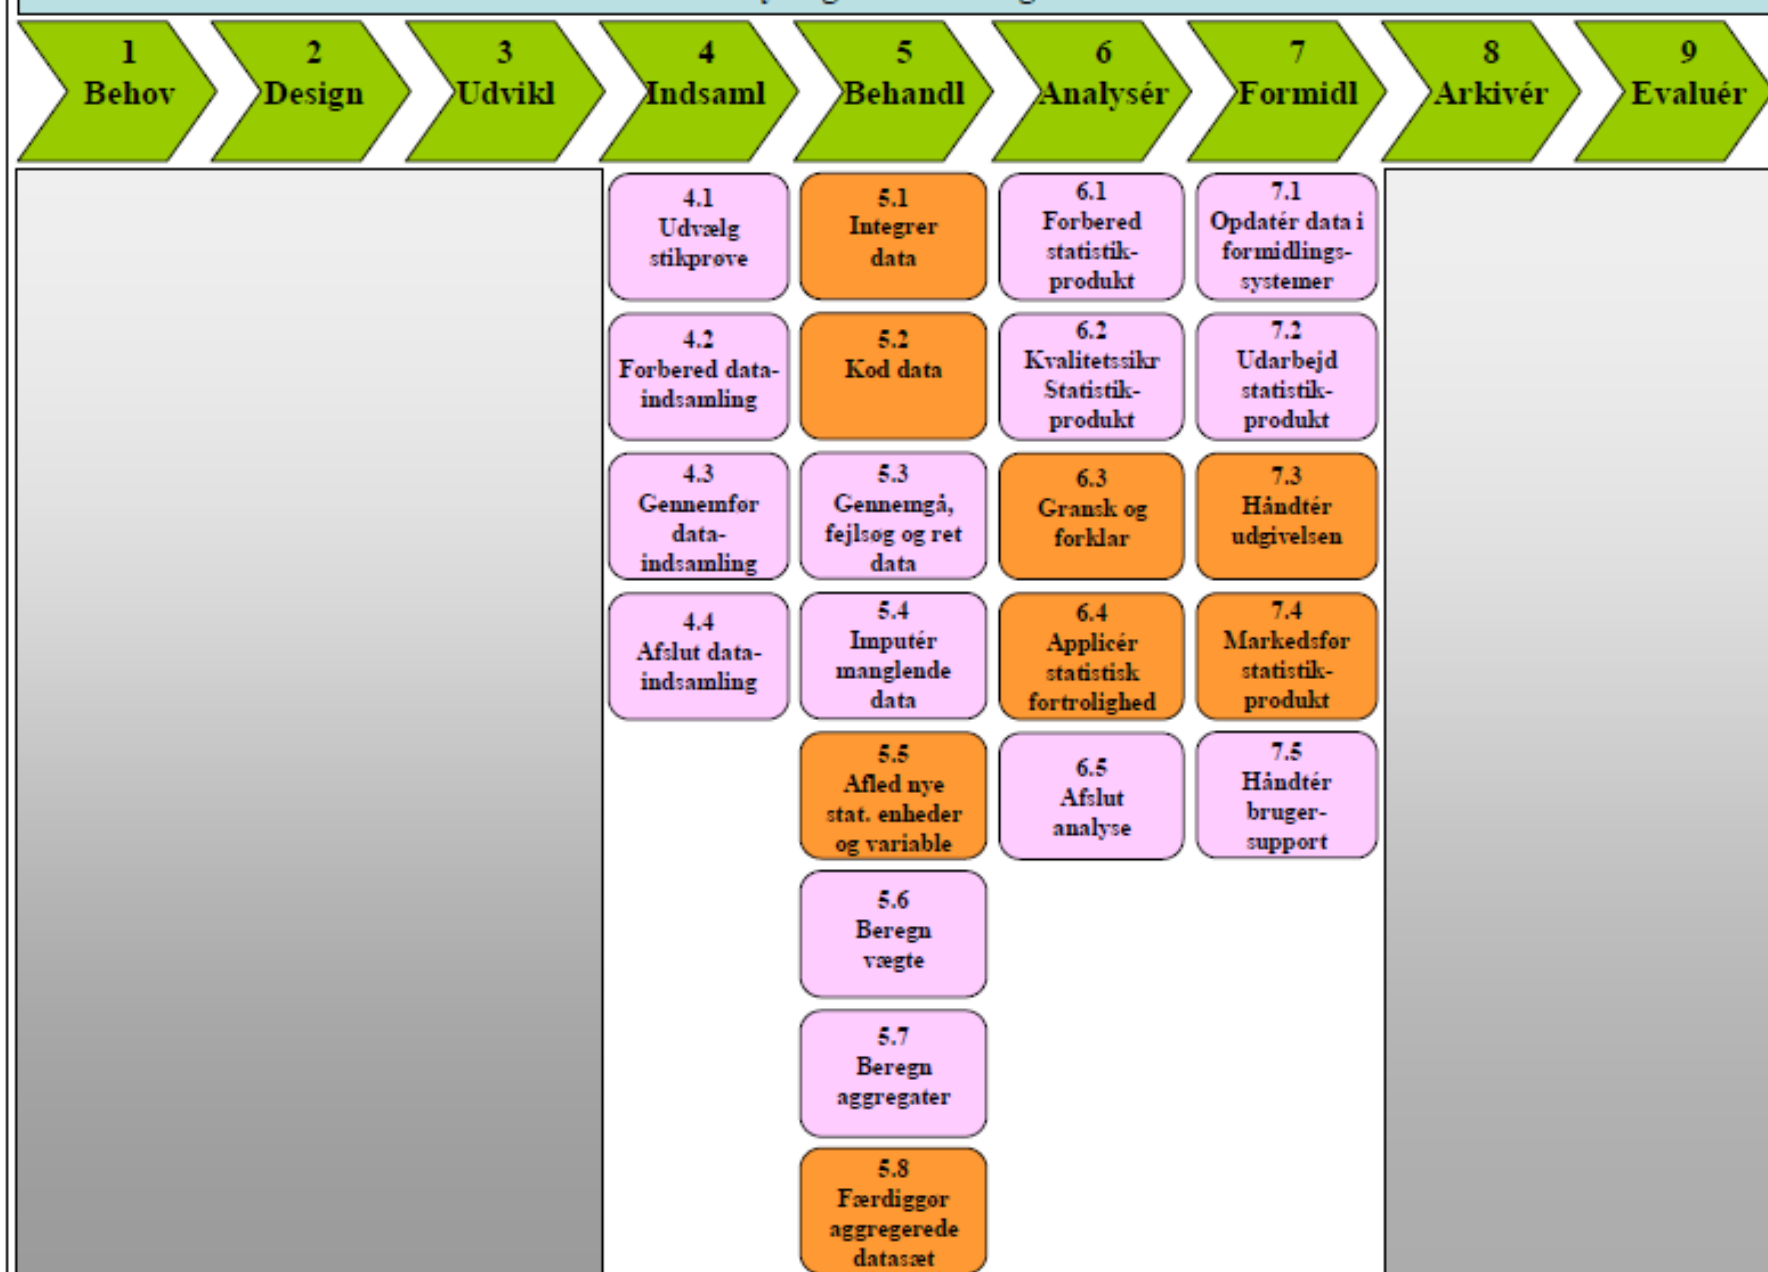 1
Behov
2
Design
3
Udvikl
4
Indsaml
5
Behandl
6
Analysér
7
Formidl
8
Arkivér
9
Evaluér
4.1
Udvælg
stikprøve
4.2
Forbered data-
indsamling
4.3
Gennemfør
data-
indsamling
4.4
Afslut data-
indsamling
5.1
Integrer
data
5.2
Kod data
5.3
Gennemgå,
fejlsøg og ret
data
5.4
Imputér
manglende
data
5.5
Afled nye
stat. enheder
og variable
5.6
Beregn
vægte
5.7
Beregn
aggregater
5.8
Færdiggør
aggregerede
datasæt
6.1
Forbered
statistik-
produkt
6.2
Kvalitetssikr
Statistik-
produkt
6.3
Gransk og
forklar
6.4
Applicér
statistisk
fortrolighed
6.5
Afslut
analyse
7.1
Opdatér data i
formidlings-
systemer
7.2
Udarbejd
statistik-
produkt
7.3
Håndtér
udgivelsen
7.4
Markedsfør
statistik-
produkt
7.5
Håndtér
bruger-
support